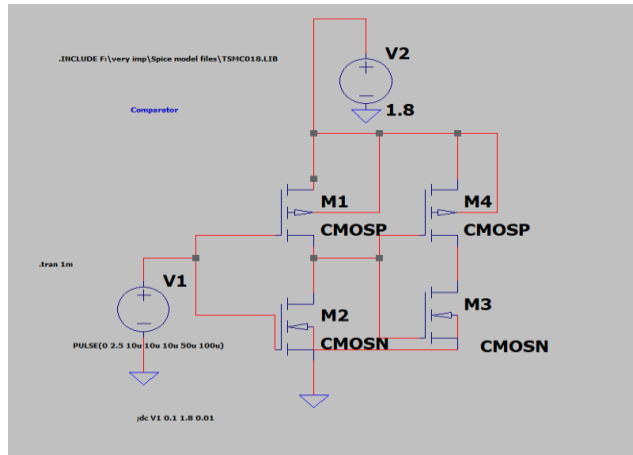 .INCLUDE F:\very imp\Spice model files\TSMC018.LIB
V2
Comparator
1.8
M1
M4
CMOSP
CMOSP
.tran 1m
V1
M2
M3
PULSE(0 2.5 10u 10u 10u 50u 100u)
CMOSN
CMOSN
;dc V1 0.1 1.8 0.01